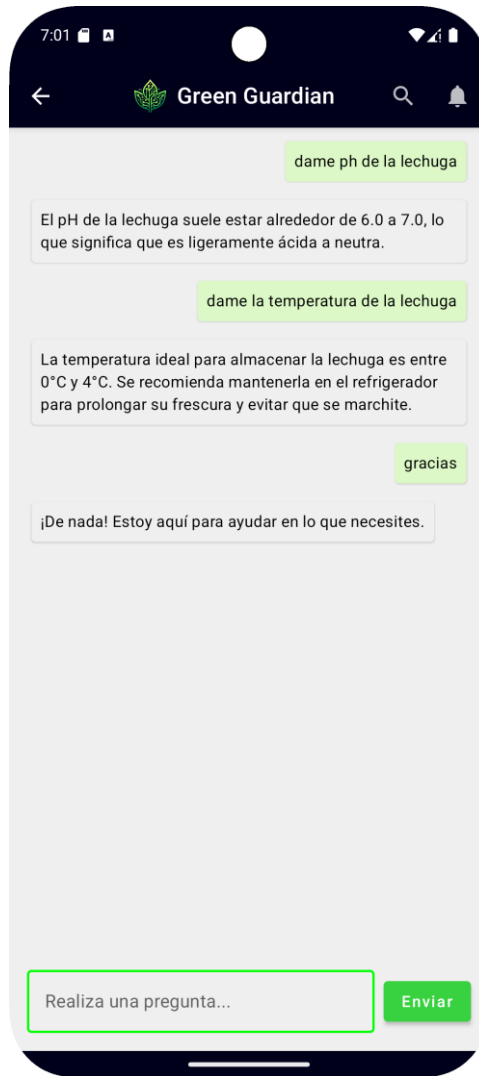 7:01
Green Guardian
dame ph de la lechuga
El pH de la lechuga suele estar alrededor de 6.0 a 7.0, lo
que significa que es ligeramente ácida a neutra.
dame la temperatura de la lechuga
La temperatura ideal para almacenar la lechuga es entre
0°C y 4°C. Se recomienda mantenerla en el refrigerador
para prolongar su frescura y evitar que se marchite.
gracias
¡De nada! Estoy aquí para ayudar en lo que necesites.
Realiza una pregunta...
Enviar